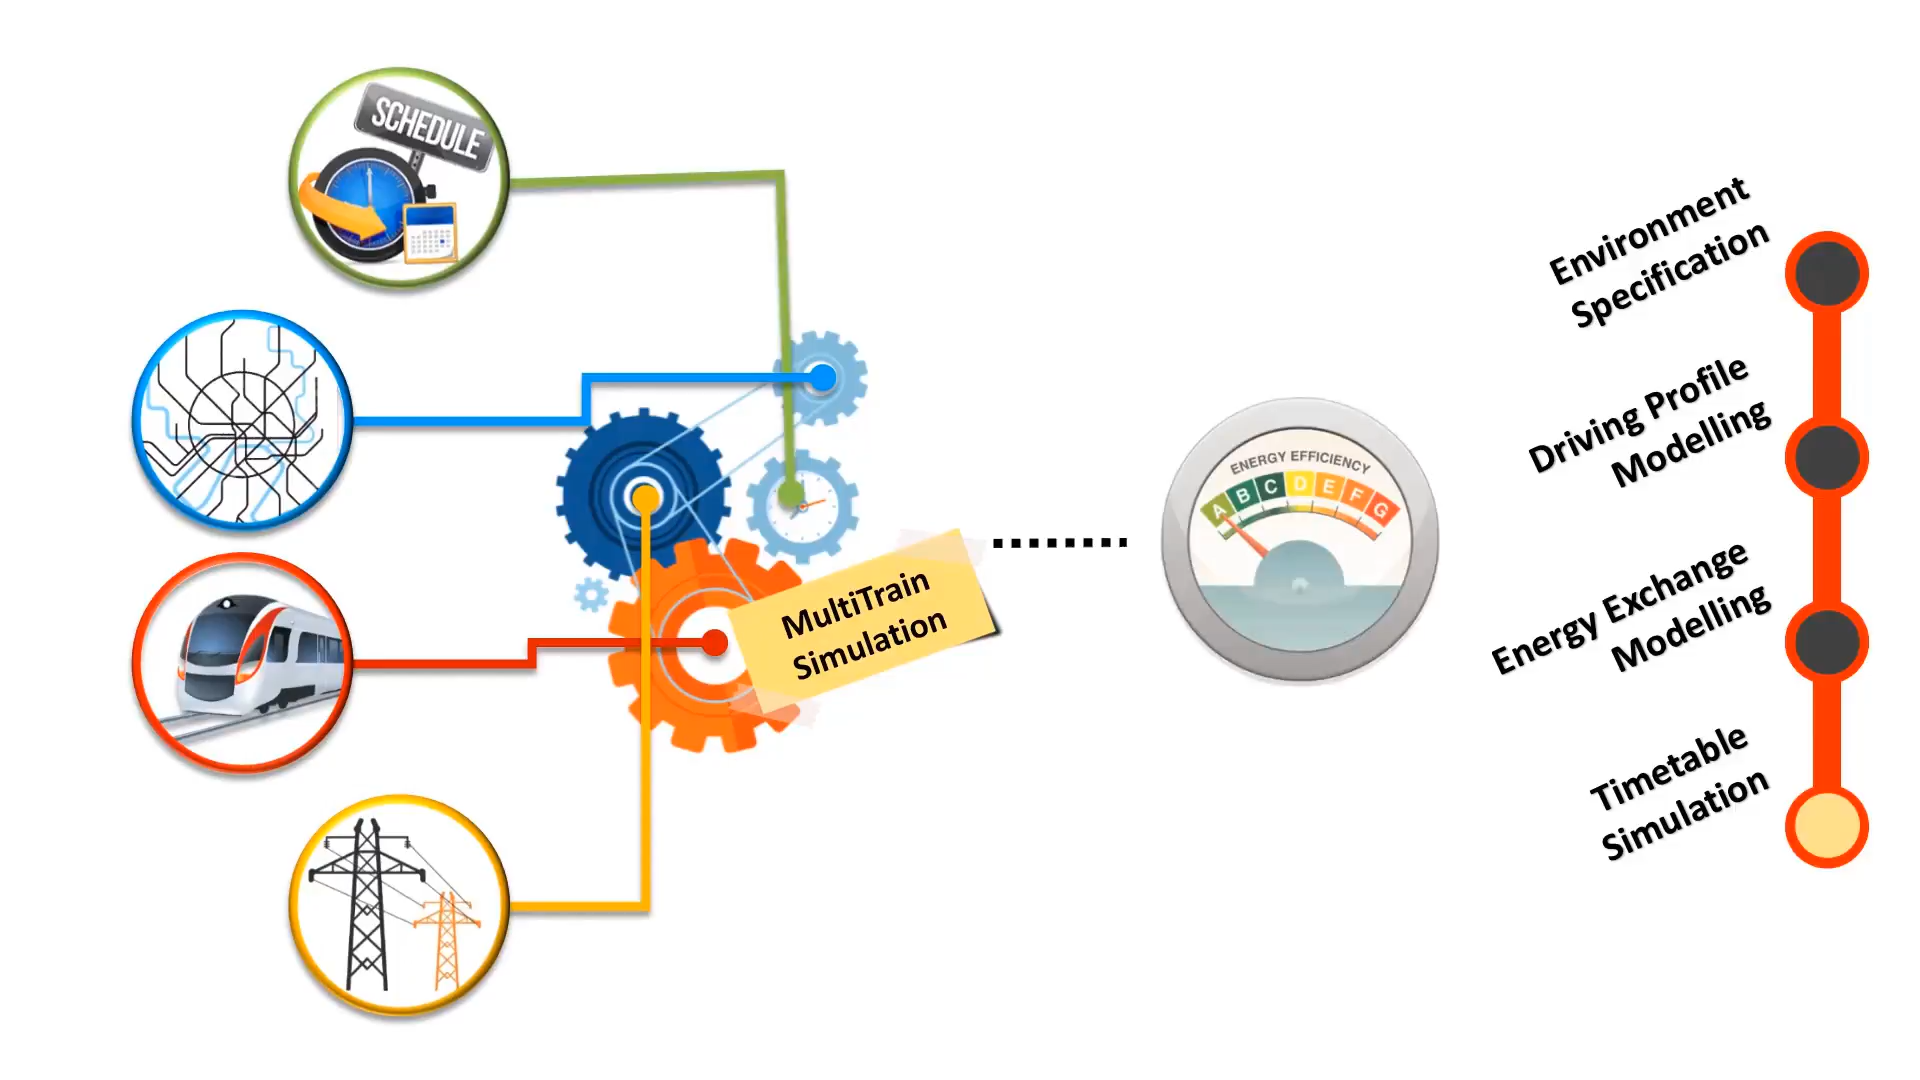 SCHEDULE
MultiTrain
Simulation
ENERGY EFFICIENCY
A B C D E F G
Environment
Specification
Driving Profile
Modelling
Energy Exchange
Modelling
Timetable
Simulation